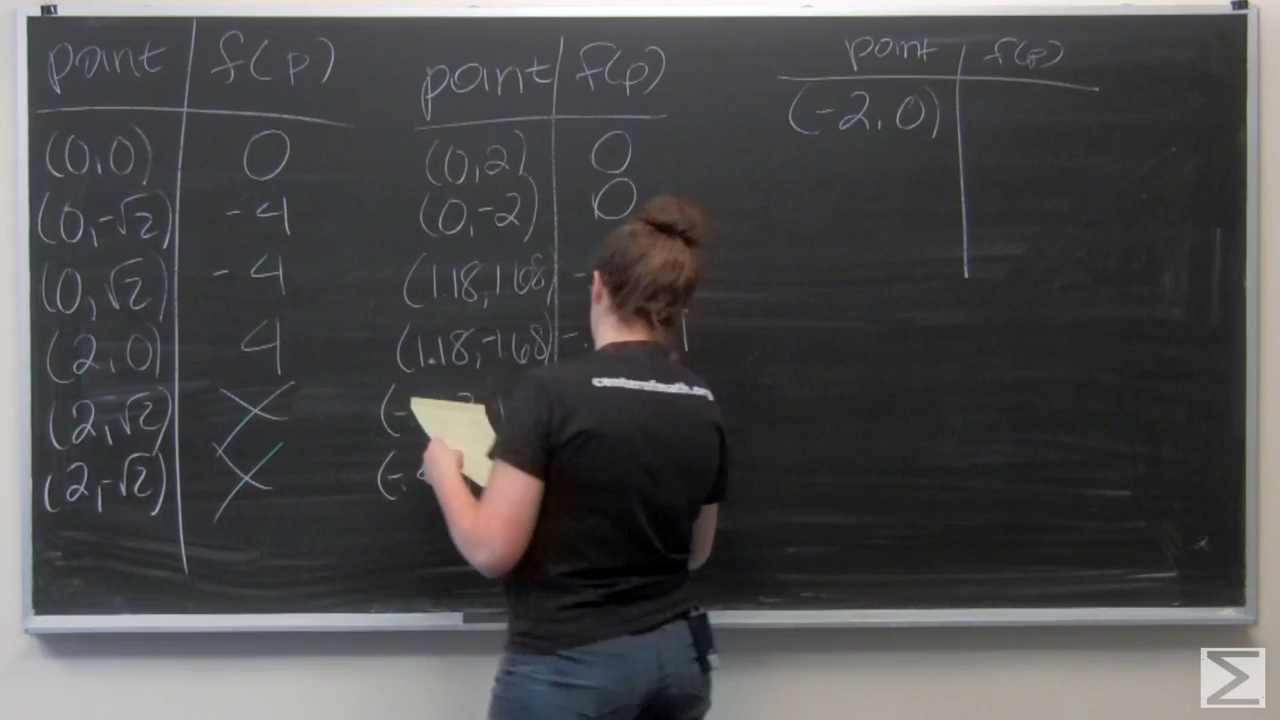 point f(p)
(0,0) 0
(0,-√2) -4
(0,√2) -4
(2,0) 4
(2,√2) X
(2,-√2) X
point f(p)
(0,2) 0
(0,-2) 0
(1.18,1.68) -
(1.18,-1.68) -.
point f(p)
(-2,0)
Σ